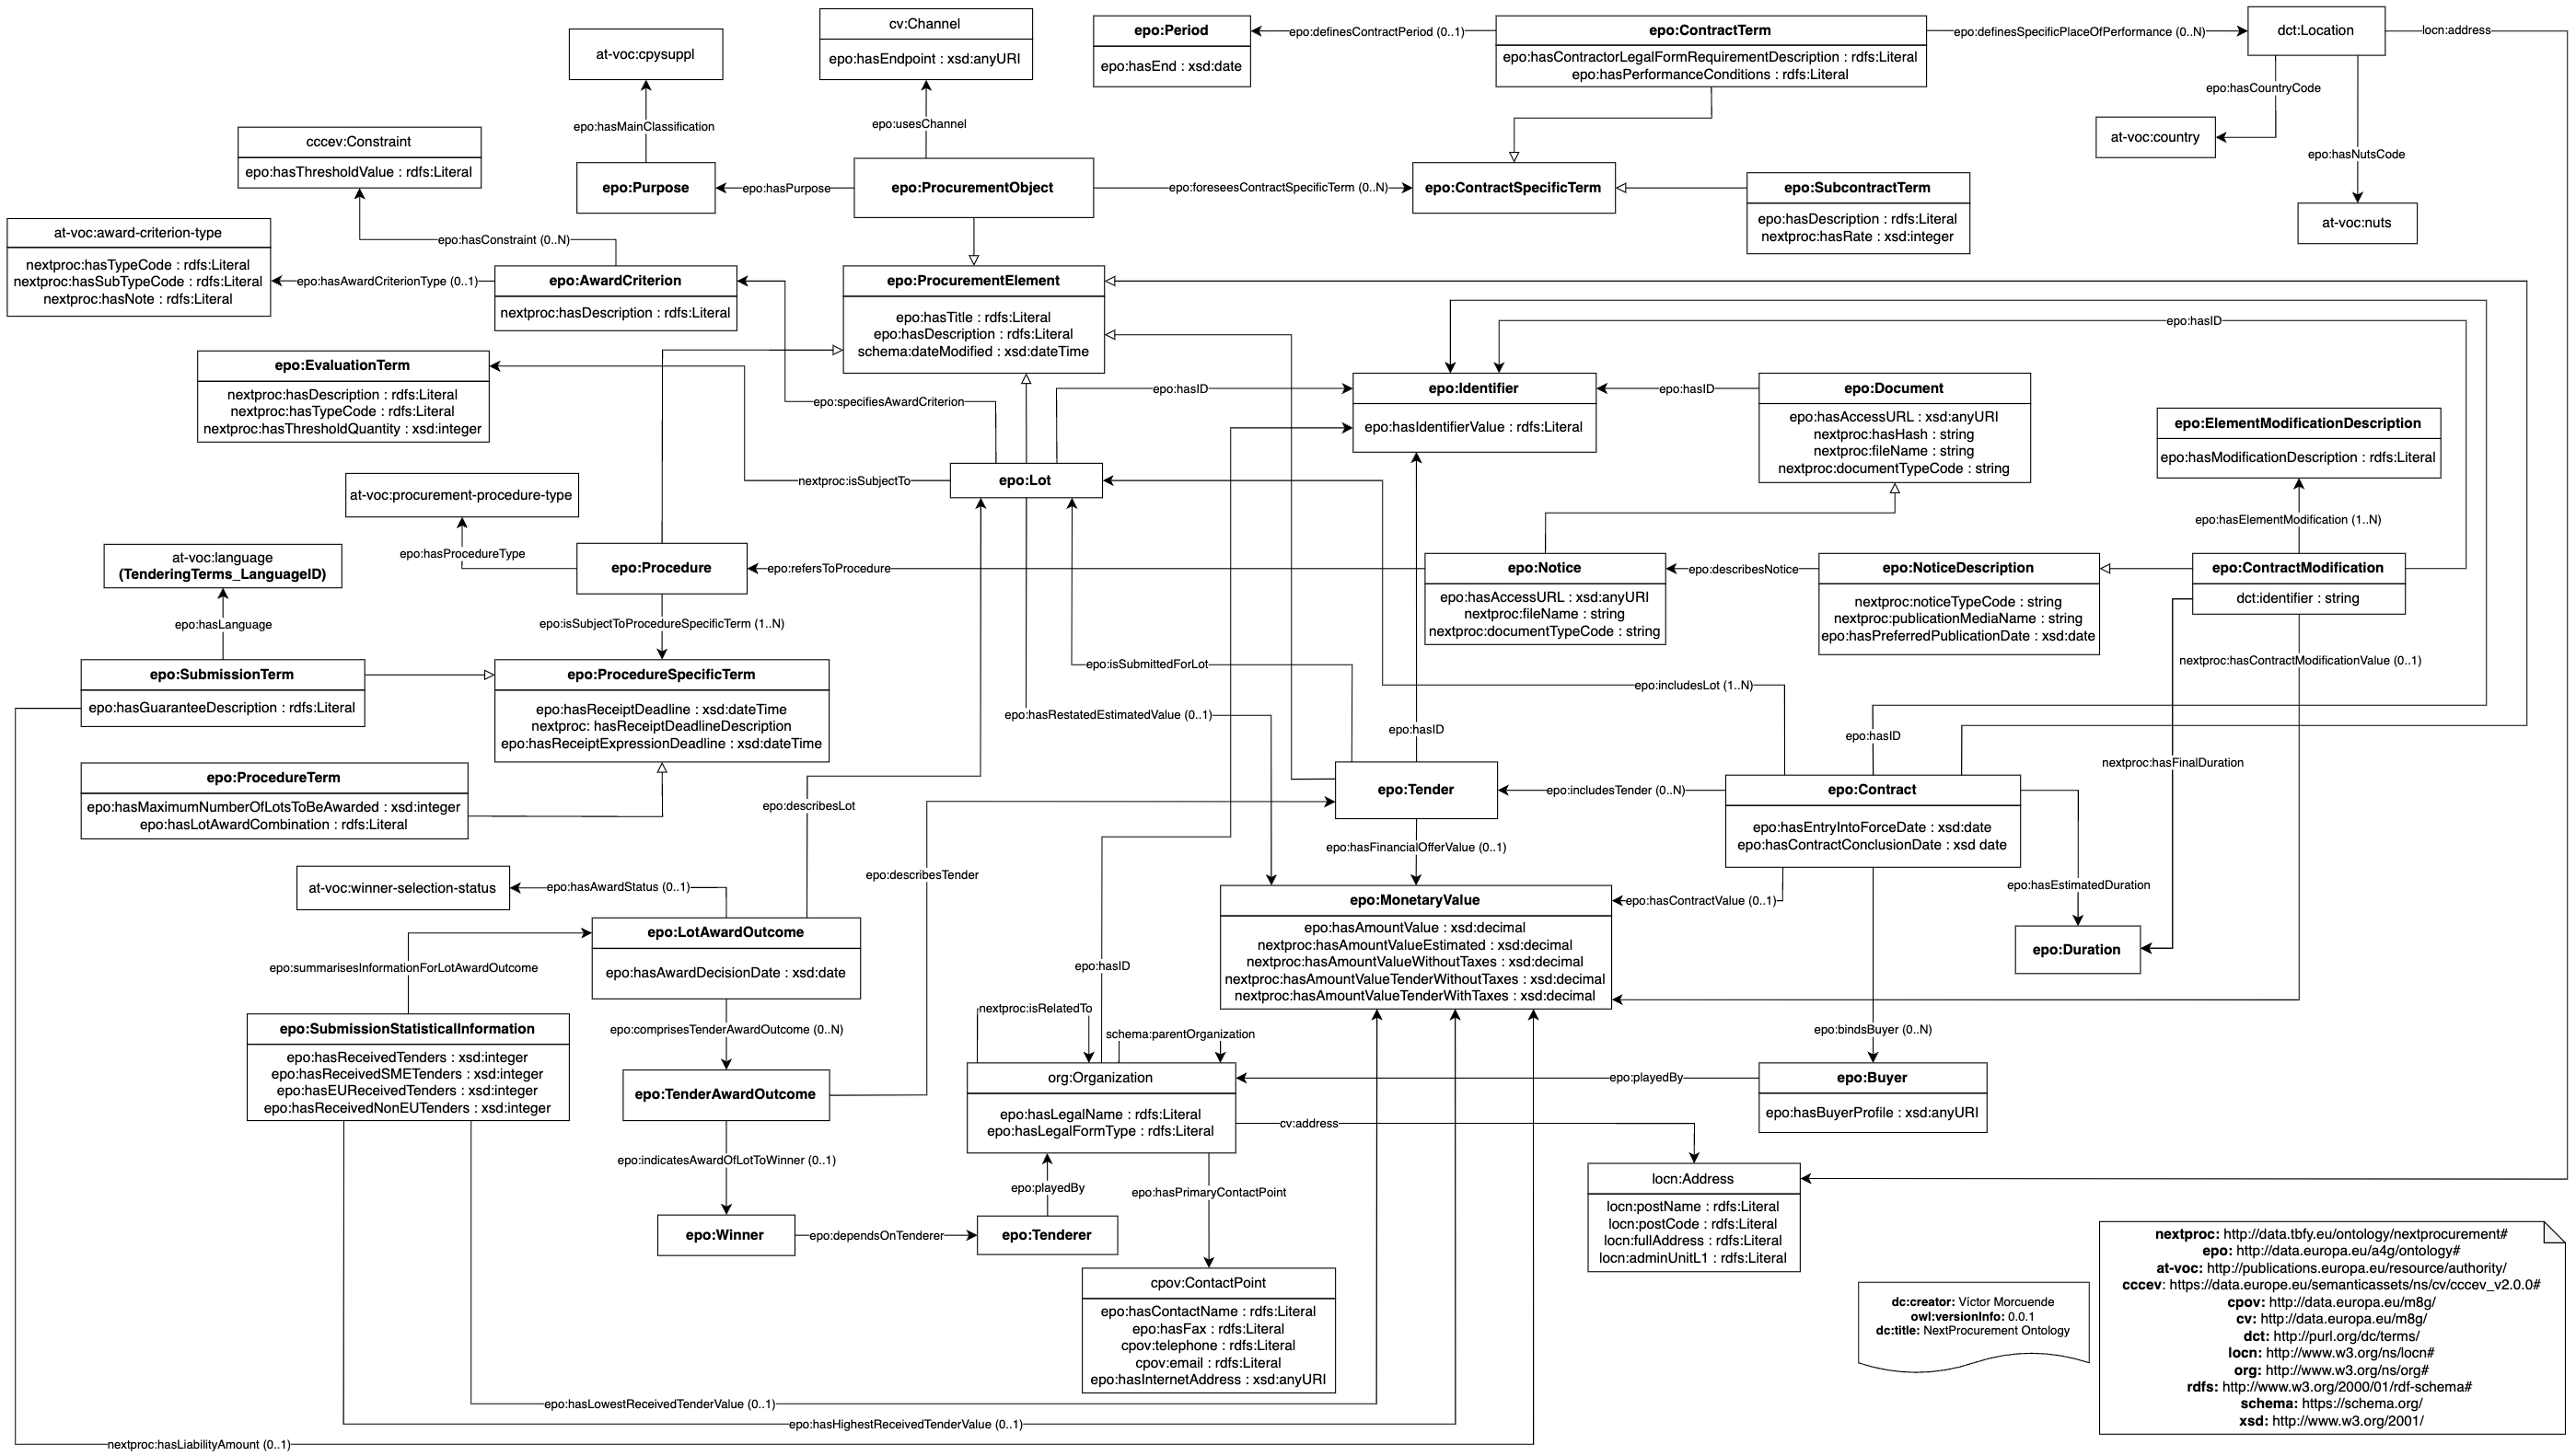 cv:Channel
epo:hasEndpoint : xsd:anyURI
at-voc:cpysuppl
epo:hasMainClassification
epo:usesChannel
epo:Period
epo:hasEnd : xsd:date
epo:definesContractPeriod (0..1)
epo:ContractTerm
epo:hasContractorLegalFormRequirementDescription : rdfs:Literal
epo:hasPerformanceConditions : rdfs:Literal
epo:definesSpecificPlaceOfPerformance (0..N)
dct:Location
locn:address
epo:hasCountryCode
at-voc:country
epo:hasNutsCode
at-voc:nuts
cccev:Constraint
epo:hasThresholdValue : rdfs:Literal
epo:Purpose
epo:hasPurpose
epo:ProcurementObject
epo:foreseesContractSpecificTerm (0..N)
epo:ContractSpecificTerm
epo:SubcontractTerm
epo:hasDescription : rdfs:Literal
nextproc:hasRate : xsd:integer
at-voc:award-criterion-type
nextproc:hasTypeCode : rdfs:Literal
nextproc:hasSubTypeCode : rdfs:Literal
nextproc:hasNote : rdfs:Literal
epo:hasConstraint (0..N)
epo:hasAwardCriterionType (0..1)
epo:AwardCriterion
nextproc:hasDescription : rdfs:Literal
epo:ProcurementElement
epo:hasTitle : rdfs:Literal
epo:hasDescription : rdfs:Literal
schema:dateModified : xsd:dateTime
epo:hasID
epo:EvaluationTerm
nextproc:hasDescription : rdfs:Literal
nextproc:hasTypeCode : rdfs:Literal
nextproc:hasThresholdQuantity : xsd:integer
epo:specifiesAwardCriterion
epo:hasID
epo:Identifier
epo:hasIdentifierValue : rdfs:Literal
epo:hasID
epo:Document
epo:hasAccessURL : xsd:anyURI
nextproc:hasHash : string
nextproc:fileName : string
nextproc:documentTypeCode : string
epo:ElementModificationDescription
epo:hasModificationDescription : rdfs:Literal
at-voc:procurement-procedure-type
nextproc:isSubjectTo
epo:Lot
epo:hasElementModification (1..N)
at-voc:language
(TenderingTerms_LanguageID)
epo:hasProcedureType
epo:Procedure
epo:refersToProcedure
epo:Notice
epo:hasAccessURL : xsd:anyURI
nextproc:fileName : string
nextproc:documentTypeCode : string
epo:describesNotice
epo:NoticeDescription
nextproc:noticeTypeCode : string
nextproc:publicationMediaName : string
epo:hasPreferredPublicationDate : xsd:date
epo:ContractModification
dct:identifier : string
epo:hasLanguage
epo:isSubjectToProcedureSpecificTerm (1..N)
epo:isSubmittedForLot
nextproc:hasContractModificationValue (0..1)
epo:SubmissionTerm
epo:hasGuaranteeDescription : rdfs:Literal
epo:ProcedureSpecificTerm
epo:hasReceiptDeadline : xsd:dateTime
nextproc: hasReceiptDeadlineDescription
epo:hasReceiptExpressionDeadline : xsd:dateTime
epo:hasRestatedEstimatedValue (0..1)
epo:includesLot (1..N)
epo:hasID
epo:hasID
nextproc:hasFinalDuration
epo:ProcedureTerm
epo:hasMaximumNumberOfLotsToBeAwarded : xsd:integer
epo:hasLotAwardCombination : rdfs:Literal
epo:describesLot
epo:Tender
epo:includesTender (0..N)
epo:Contract
epo:hasEntryIntoForceDate : xsd:date
epo:hasContractConclusionDate : xsd date
epo:hasFinancialOfferValue (0..1)
epo:describesTender
at-voc:winner-selection-status
epo:hasAwardStatus (0..1)
epo:hasEstimatedDuration
epo:MonetaryValue
epo:hasAmountValue : xsd:decimal
nextproc:hasAmountValueEstimated : xsd:decimal
nextproc:hasAmountValueWithoutTaxes : xsd:decimal
nextproc:hasAmountValueTenderWithoutTaxes : xsd:decimal
nextproc:hasAmountValueTenderWithTaxes : xsd:decimal
epo:hasContractValue (0..1)
epo:LotAwardOutcome
epo:hasAwardDecisionDate : xsd:date
epo:Duration
epo:summarisesInformationForLotAwardOutcome
epo:hasID
nextproc:isRelatedTo
schema:parentOrganization
epo:SubmissionStatisticalInformation
epo:hasReceivedTenders : xsd:integer
epo:hasReceivedSMETenders : xsd:integer
epo:hasEUReceivedTenders : xsd:integer
epo:hasReceivedNonEUTenders : xsd:integer
epo:comprisesTenderAwardOutcome (0..N)
epo:bindsBuyer (0..N)
epo:TenderAwardOutcome
org:Organization
epo:hasLegalName : rdfs:Literal
epo:hasLegalFormType : rdfs:Literal
epo:playedBy
epo:Buyer
epo:hasBuyerProfile : xsd:anyURI
cv:address
epo:indicatesAwardOfLotToWinner (0..1)
epo:playedBy
epo:hasPrimaryContactPoint
locn:Address
locn:postName : rdfs:Literal
locn:postCode : rdfs:Literal
locn:fullAddress : rdfs:Literal
locn:adminUnitL1 : rdfs:Literal
epo:Winner
epo:dependsOnTenderer
epo:Tenderer
cpov:ContactPoint
epo:hasContactName : rdfs:Literal
epo:hasFax : rdfs:Literal
cpov:telephone : rdfs:Literal
cpov:email : rdfs:Literal
epo:hasInternetAddress : xsd:anyURI
epo:hasLowestReceivedTenderValue (0..1)
epo:hasHighestReceivedTenderValue (0..1)
nextproc:hasLiabilityAmount (0..1)
dc:creator: Víctor Morcuende
owl:versionInfo: 0.0.1
dc:title: NextProcurement Ontology
nextproc: http://data.tbfy.eu/ontology/nextprocurement#
epo: http://data.europa.eu/a4g/ontology#
at-voc: http://publications.europa.eu/resource/authority/
cccev: https://data.europe.eu/semanticassets/ns/cv/cccev_v2.0.0#
cpov: http://data.europa.eu/m8g/
cv: http://data.europa.eu/m8g/
dct: http://purl.org/dc/terms/
locn: http://www.w3.org/ns/locn#
org: http://www.w3.org/ns/org#
rdfs: http://www.w3.org/2000/01/rdf-schema#
schema: https://schema.org/
xsd: http://www.w3.org/2001/